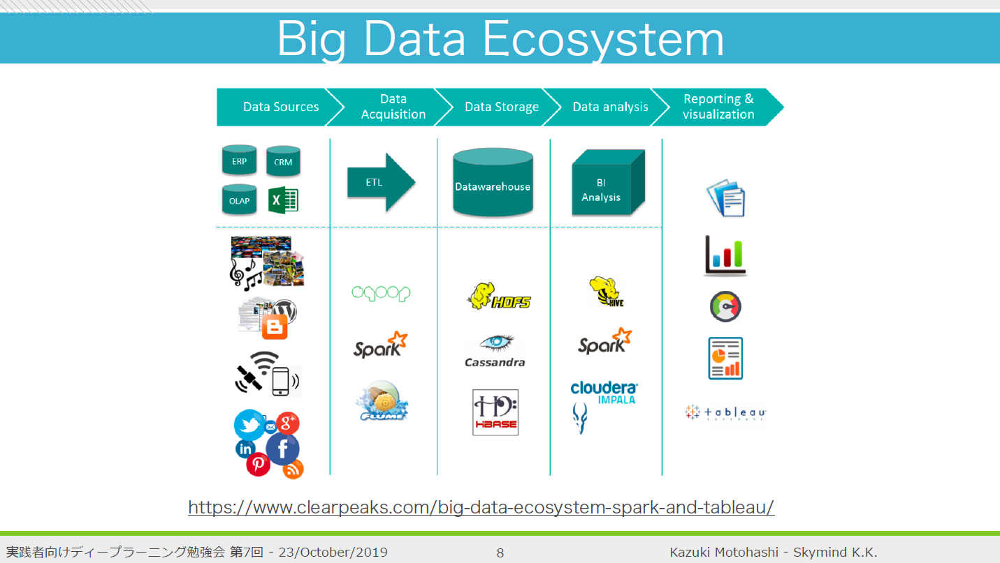 Big Data Ecosystem
Data Sources
Data
Acquisition
Data Storage
Data analysis
Reporting &
visualization
ERP
CRM
OLAP
X
ETL
Datawarehouse
BI
Analysis
sqoop
Spark
FLUME
HDFS
Cassandra
HBASE
HIVE
Spark
cloudera
IMPALA
g+
in
f
+ableau
software
https://www.clearpeaks.com/big-data-ecosystem-spark-and-tableau/
実践者向けディープラーニング勉強会 第7回 - 23/October/2019
8
Kazuki Motohashi - Skymind K.K.